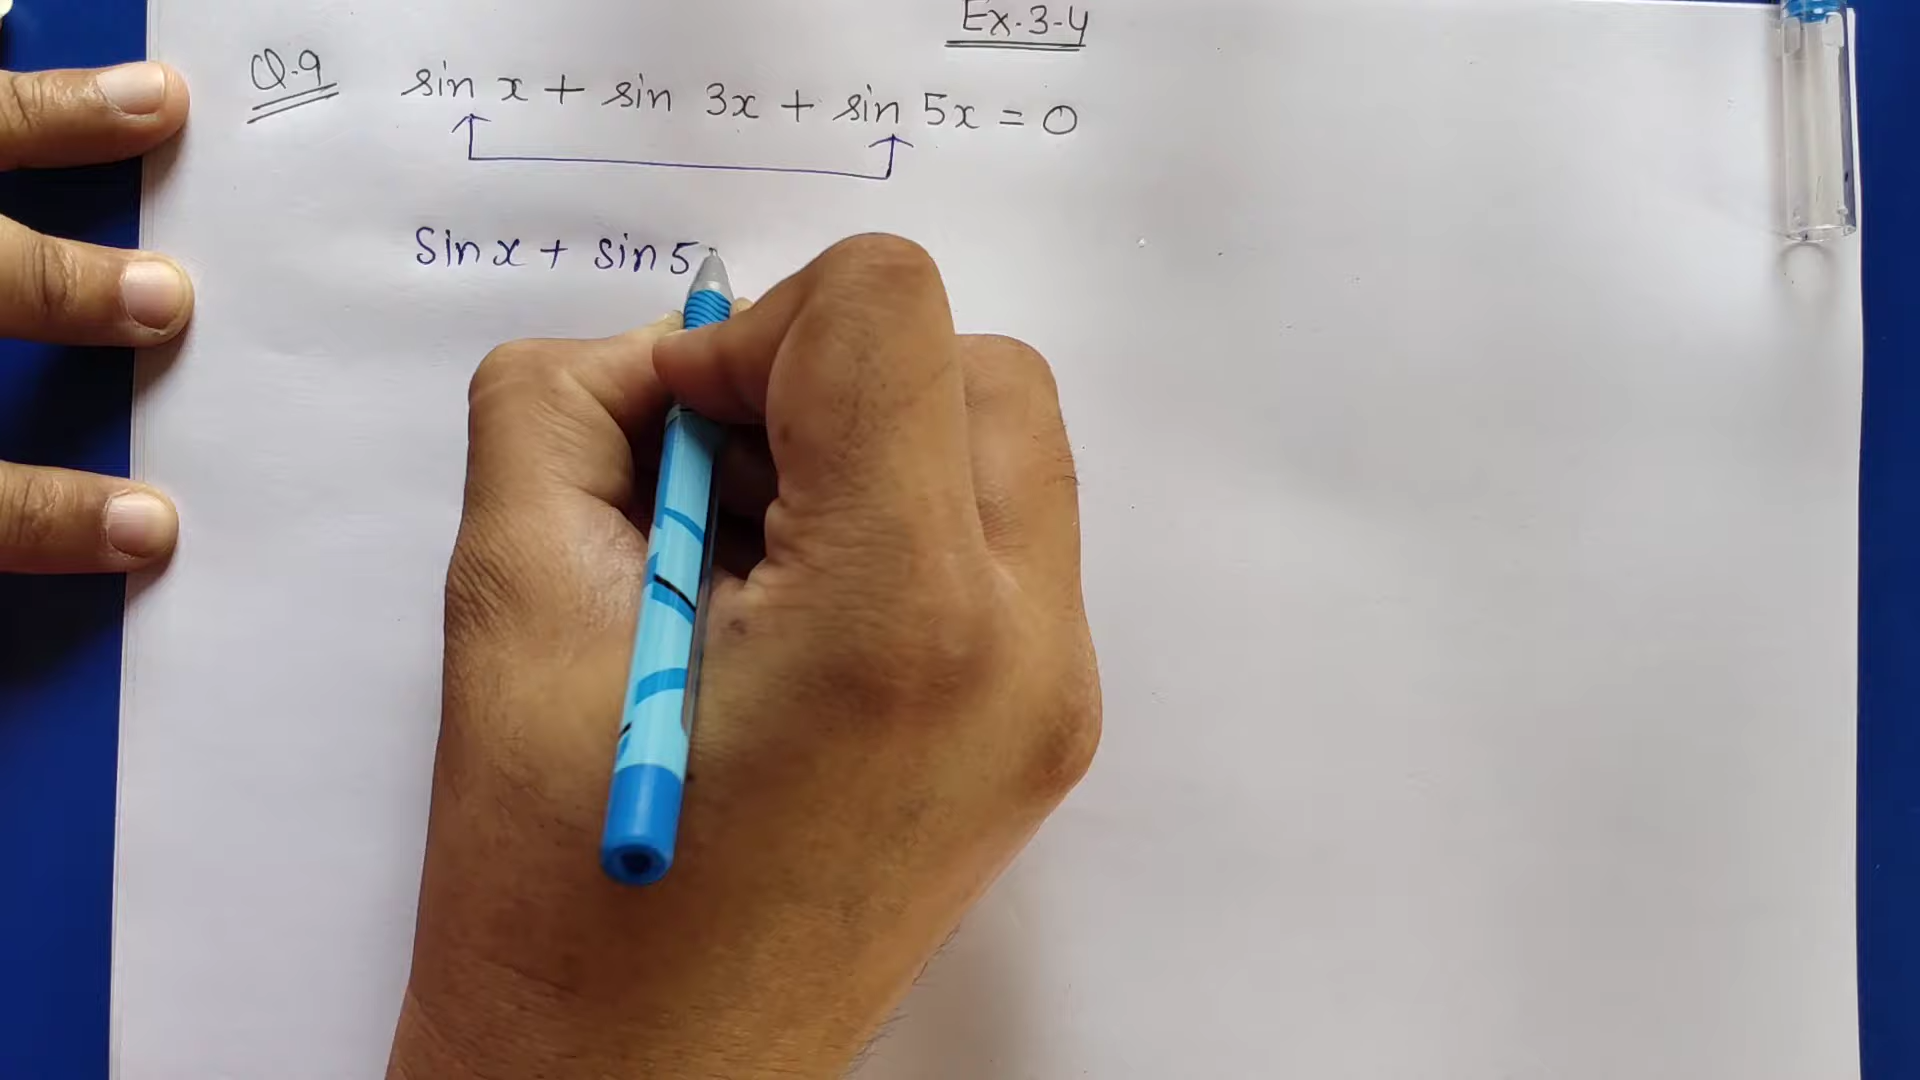 Ex.3-4
Q.9 sin x + sin 3x + sin 5x = 0
Sin x + sin 5